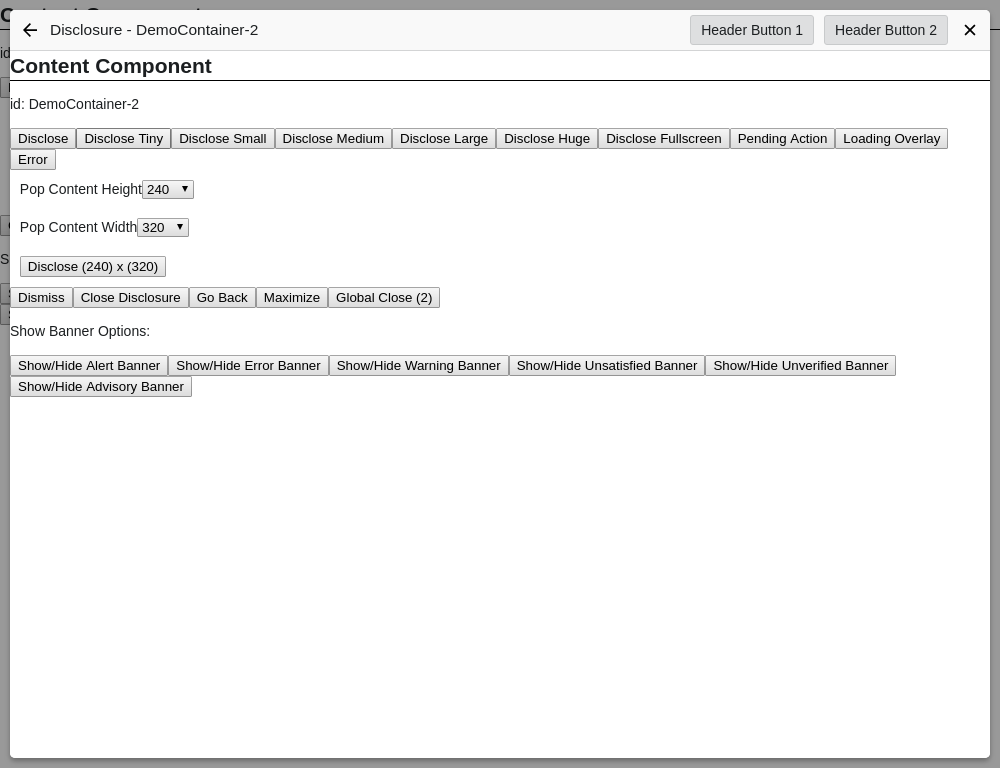 Disclosure - DemoContainer-2
Header Button 1
Header Button 2
Content Component
id: DemoContainer-2
Disclose Disclose Tiny Disclose Small Disclose Medium Disclose Large Disclose Huge Disclose Fullscreen Pending Action Loading Overlay
Error
Pop Content Height 240
Pop Content Width 320
Disclose (240) x (320)
Dismiss Close Disclosure Go Back Maximize Global Close (2)
Show Banner Options:
Show/Hide Alert Banner Show/Hide Error Banner Show/Hide Warning Banner Show/Hide Unsatisfied Banner Show/Hide Unverified Banner
Show/Hide Advisory Banner